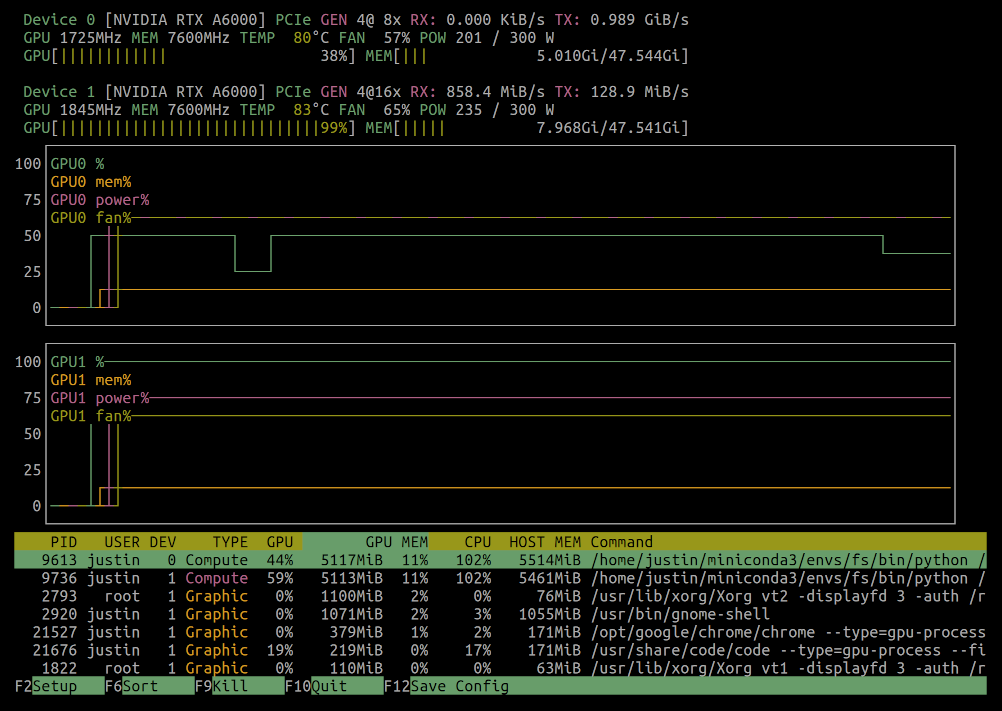 Device 0 [NVIDIA RTX A6000] PCIe GEN 4@ 8x RX: 0.000 KiB/s TX: 0.989 GiB/s
GPU 1725MHz MEM 7600MHz TEMP  80°C FAN  57% POW 201 / 300 W
GPU[||||||||||||                 38%] MEM[|||            5.010Gi/47.544Gi]
Device 1 [NVIDIA RTX A6000] PCIe GEN 4@16x RX: 858.4 MiB/s TX: 128.9 MiB/s
GPU 1845MHz MEM 7600MHz TEMP  83°C FAN  65% POW 235 / 300 W
GPU[|||||||||||||||||||||||||||||99%] MEM[|||||          7.968Gi/47.541Gi]
100 GPU0 %
GPU0 mem%
75 GPU0 power%
GPU0 fan%
50
25
0
100 GPU1 %
GPU1 mem%
75 GPU1 power%
GPU1 fan%
50
25
0
PID USER DEV TYPE GPU GPU MEM CPU HOST MEM Command
9613 justin 0 Compute 44% 5117MiB 11% 102% 5514MiB /home/justin/miniconda3/envs/fs/bin/python /
9736 justin 1 Compute 59% 5113MiB 11% 102% 5461MiB /home/justin/miniconda3/envs/fs/bin/python /
2793 root 1 Graphic 0% 1100MiB 2% 0% 76MiB /usr/lib/xorg/Xorg vt2 -displayfd 3 -auth /r
2920 justin 1 Graphic 0% 1071MiB 2% 3% 1055MiB /usr/bin/gnome-shell
21527 justin 1 Graphic 0% 379MiB 1% 2% 171MiB /opt/google/chrome/chrome --type=gpu-process
21676 justin 1 Graphic 19% 219MiB 0% 17% 171MiB /usr/share/code/code --type=gpu-process --fi
1822 root 1 Graphic 0% 110MiB 0% 0% 63MiB /usr/lib/xorg/Xorg vt1 -displayfd 3 -auth /r
F2Setup F6Sort F9Kill F10Quit F12Save Config